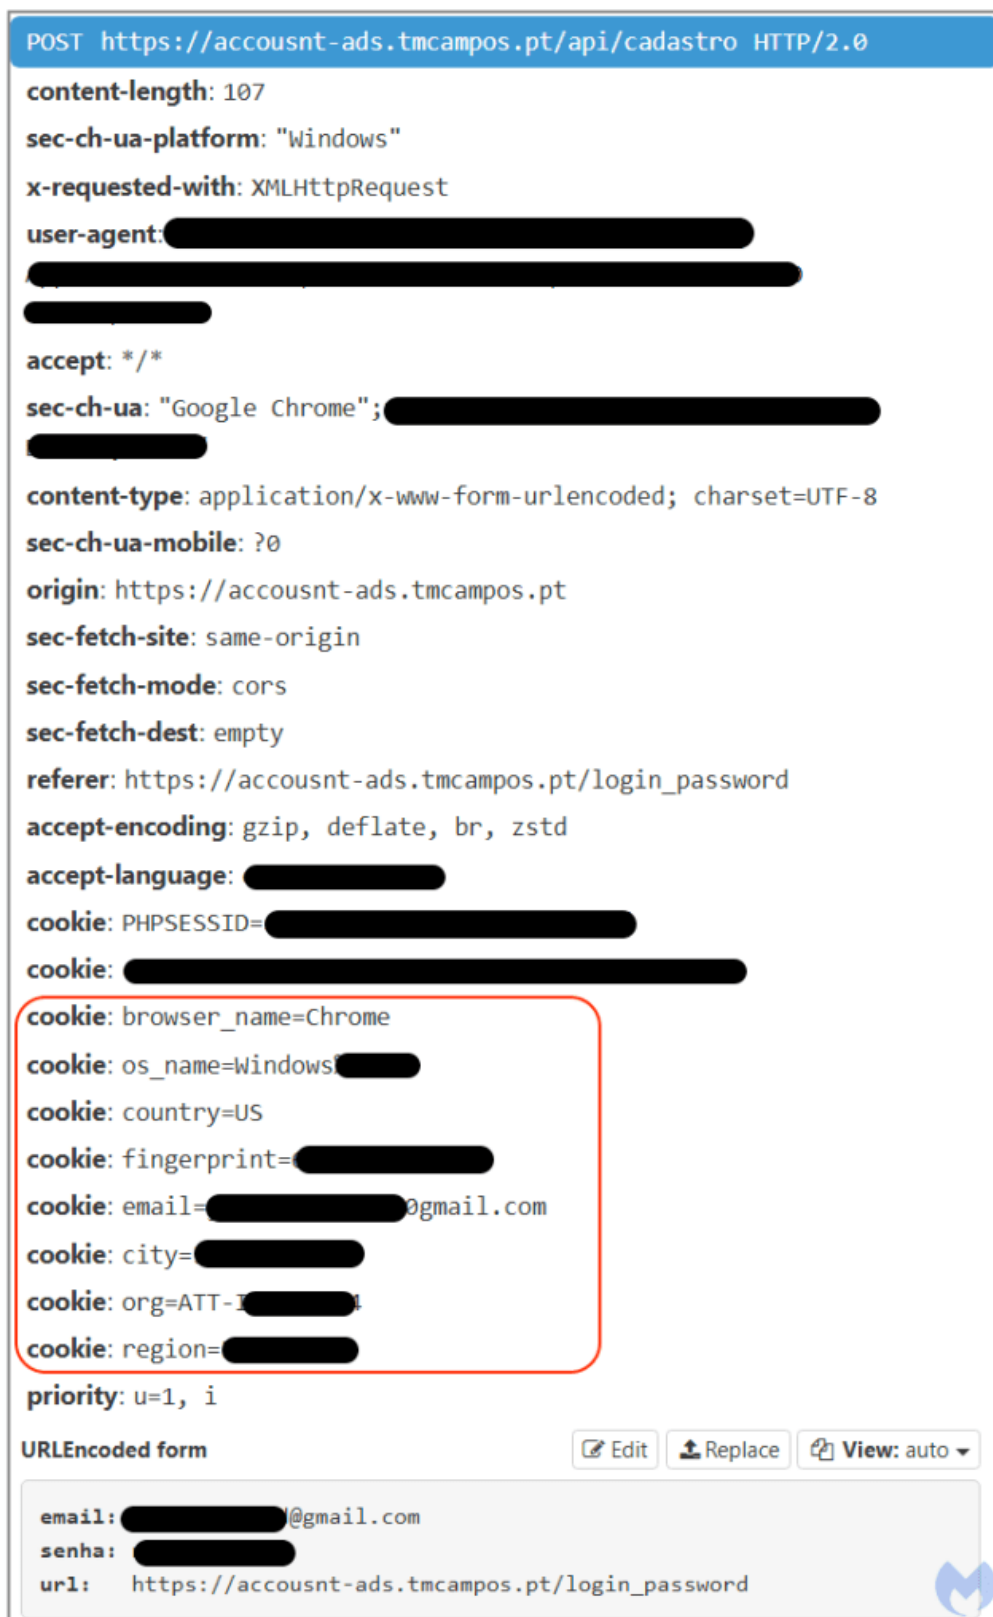 POST https://accousnt-ads.tmcampos.pt/api/cadastro HTTP/2.0
content-length: 107
sec-ch-ua-platform: "Windows"
x-requested-with: XMLHttpRequest
user-agent:
accept: */*
sec-ch-ua: "Google Chrome";
content-type: application/x-www-form-urlencoded; charset=UTF-8
sec-ch-ua-mobile: ?0
origin: https://accousnt-ads.tmcampos.pt
sec-fetch-site: same-origin
sec-fetch-mode: cors
sec-fetch-dest: empty
referer: https://accousnt-ads.tmcampos.pt/login_password
accept-encoding: gzip, deflate, br, zstd
accept-language:
cookie: PHPSESSID=
cookie:
cookie: browser_name=Chrome
cookie: os_name=Windows
cookie: country=US
cookie: fingerprint=
cookie: email= @gmail.com
cookie: city=
cookie: org=ATT-
cookie: region=
priority: u=1, i
URLEncoded form Edit Replace View: auto
email: @gmail.com
senha:
url: https://accousnt-ads.tmcampos.pt/login_password